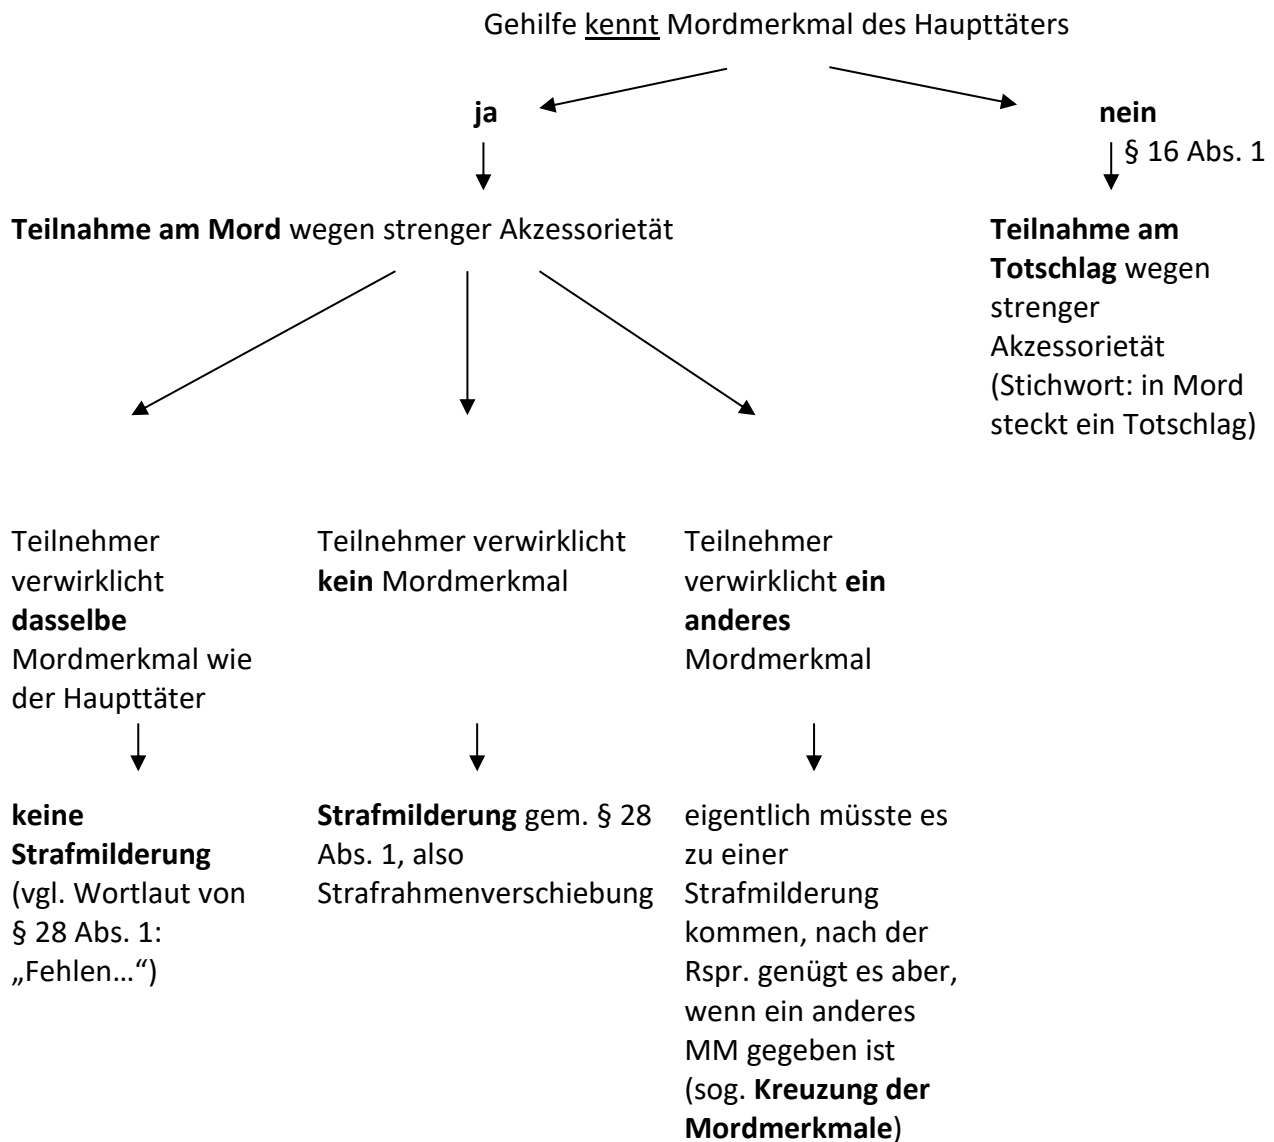 Gehilfe kennt Mordmerkmal des Haupttäters
ja
nein
§ 16 Abs. 1
Teilnahme am Mord wegen strenger Akzessorietät
Teilnahme am
Totschlag wegen
strenger
Akzessorietät
(Stichwort: in Mord
steckt ein Totschlag)
Teilnehmer
verwirklicht
dasselbe
Mordmerkmal wie
der Haupttäter
Teilnehmer verwirklicht
kein Mordmerkmal
Teilnehmer
verwirklicht ein
anderes
Mordmerkmal
keine
Strafmilderung
(vgl. Wortlaut von
§ 28 Abs. 1:
„Fehlen…“)
Strafmilderung gem. § 28
Abs. 1, also
Strafrahmenverschiebung
eigentlich müsste es
zu einer
Strafmilderung
kommen, nach der
Rspr. genügt es aber,
wenn ein anderes
MM gegeben ist
(sog. Kreuzung der
Mordmerkmale)